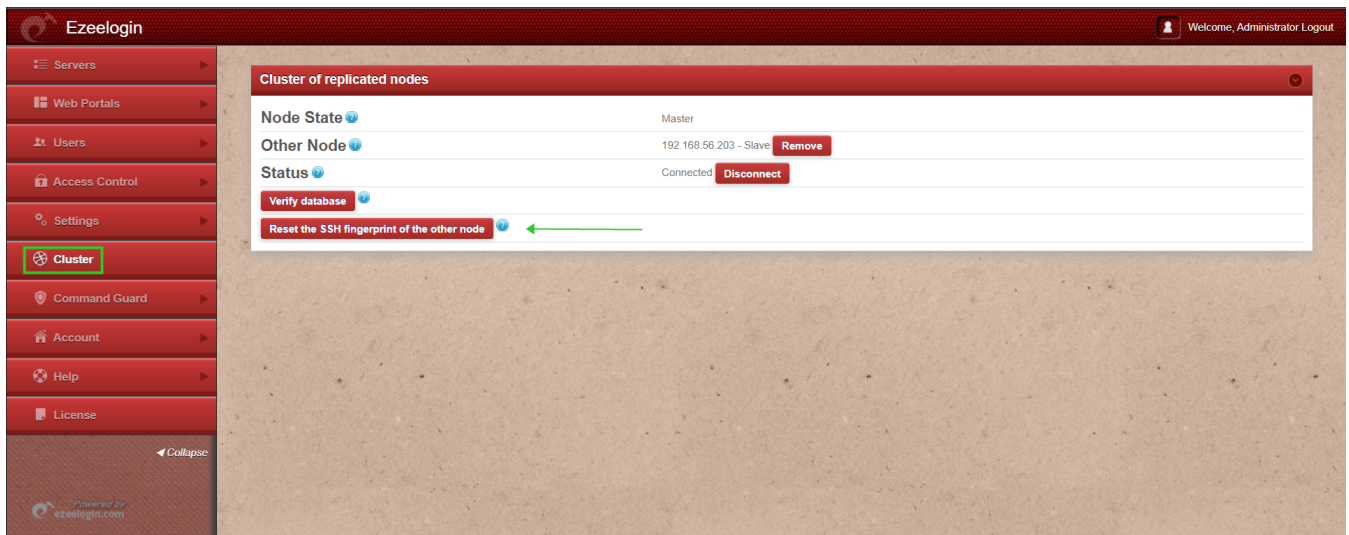 Ezeelogin
Welcome, Administrator Logout
Servers
Web Portals
Users
Access Control
Settings
Cluster
Command Guard
Account
Help
License
Collapse
Powered by
ezeelogin.com
Cluster of replicated nodes
Node State
Master
Other Node
192.168.56.203 - Slave Remove
Status
Connected Disconnect
Verify database
Reset the SSH fingerprint of the other node